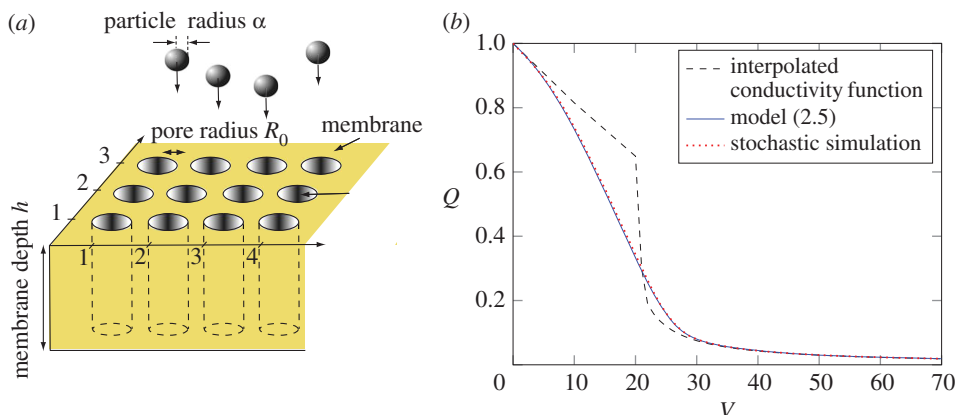 (a)
particle radius α
pore radius R₀
membrane
3
2
1
1 2 3 4
membrane depth h
(b)
1.0
0.8
0.6
0.4
0.2
Q
interpolated
conductivity function
model (2.5)
stochastic simulation
0 10 20 30 40 50 60 70
V